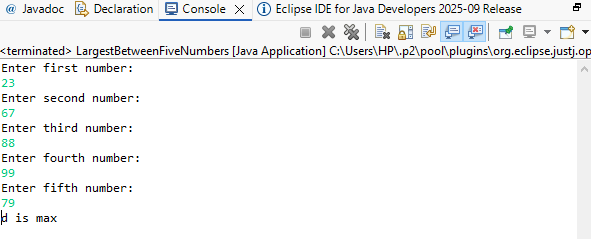 Javadoc Declaration Console Eclipse IDE for Java Developers 2025-09 Release
<terminated> LargestBetweenFiveNumbers [Java Application] C:\Users\HP\.p2\pool\plugins\org.eclipse.justj.op
Enter first number:
23
Enter second number:
67
Enter third number:
88
Enter fourth number:
99
Enter fifth number:
79
d is max